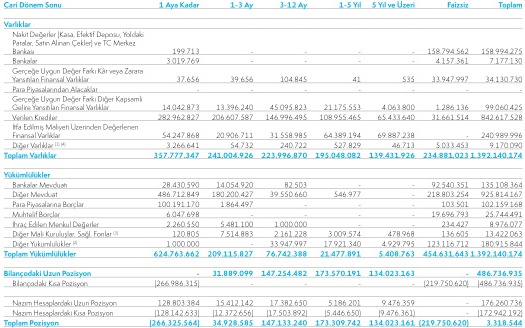 Cari Dönem Sonu 1 Aya Kadar 1-3 Ay 3-12 Ay 1-5 Yıl 5 Yıl ve Üzeri Faizsiz Toplam
Varlıklar
Nakit Değerler (Kasa, Efektif Deposu, Yoldaki
Paralar, Satın Alınan Çekler) ve TC Merkez
Bankası 199.713 - - - - 158.794.562 158.994.275
Bankalar 3.019.769 - - - - 4.157.361 7.177.130
Gerçeğe Uygun Değer Farkı Kâr veya Zarara
Yansıtılan Finansal Varlıklar 37.656 39.656 104.845 41 535 33.947.997 34.130.730
Para Piyasalarından Alacaklar - - - - - - -
Gerçeğe Uygun Değer Farkı Diğer Kapsamlı
Gelire Yansıtılan Finansal Varlıklar 14.042.873 13.396.240 45.095.823 21.175.553 4.063.800 1.286.136 99.060.425
Verilen Krediler 282.962.827 206.607.587 146.996.495 108.955.465 65.433.640 31.661.514 842.617.528
İtfa Edilmiş Maliyeti Üzerinden Değerlenen
Finansal Varlıklar 54.247.868 20.906.711 31.558.985 64.389.194 69.887.238 - 240.989.996
Diğer Varlıklar (3) (4) 3.266.641 54.732 240.722 527.829 46.713 5.033.453 9.170.090
Toplam Varlıklar 357.777.347 241.004.926 223.996.870 195.048.082 139.431.926 234.881.023 1.392.140.174
Yükümlülükler
Bankalar Mevduatı 28.430.590 14.054.920 82.503 - - 92.540.351 135.108.364
Diğer Mevduat 486.712.849 180.200.427 39.550.660 546.977 - 218.803.254 925.814.167
Para Piyasalarına Borçlar 100.191.170 1.864.497 - - - 103.501 102.159.168
Muhtelif Borçlar 6.047.698 - - - - 19.696.793 25.744.491
İhraç Edilen Menkul Değerler 2.260.550 5.481.100 1.000.000 - - 234.427 8.976.077
Diğer Mali Kuruluşlar. Sağl. Fonlar (3) 120.805 7.514.883 2.161.228 3.009.574 478.968 136.605 13.422.063
Diğer Yükümlülükler (2) 1.000.000 - 33.947.997 17.921.340 4.929.795 123.116.712 180.915.844
Toplam Yükümlülükler 624.763.662 209.115.827 76.742.388 21.477.891 5.408.763 454.631.643 1.392.140.174
Bilançodaki Uzun Pozisyon - 31.889.099 147.254.482 173.570.191 134.023.163 - 486.736.935
Bilançodaki Kısa Pozisyon (266.986.315) - - - - (219.750.620) (486.736.935)
Nazım Hesaplardaki Uzun Pozisyon 128.803.384 15.412.142 17.382.650 5.186.201 9.476.359 - 176.260.736
Nazım Hesaplardaki Kısa Pozisyon (128.142.633) (12.372.656) (17.503.892) (5.446.650) (9.476.361) - (172.942.192)
Toplam Pozisyon (266.325.564) 34.928.585 147.133.240 173.309.742 134.023.161 (219.750.620) 3.318.544